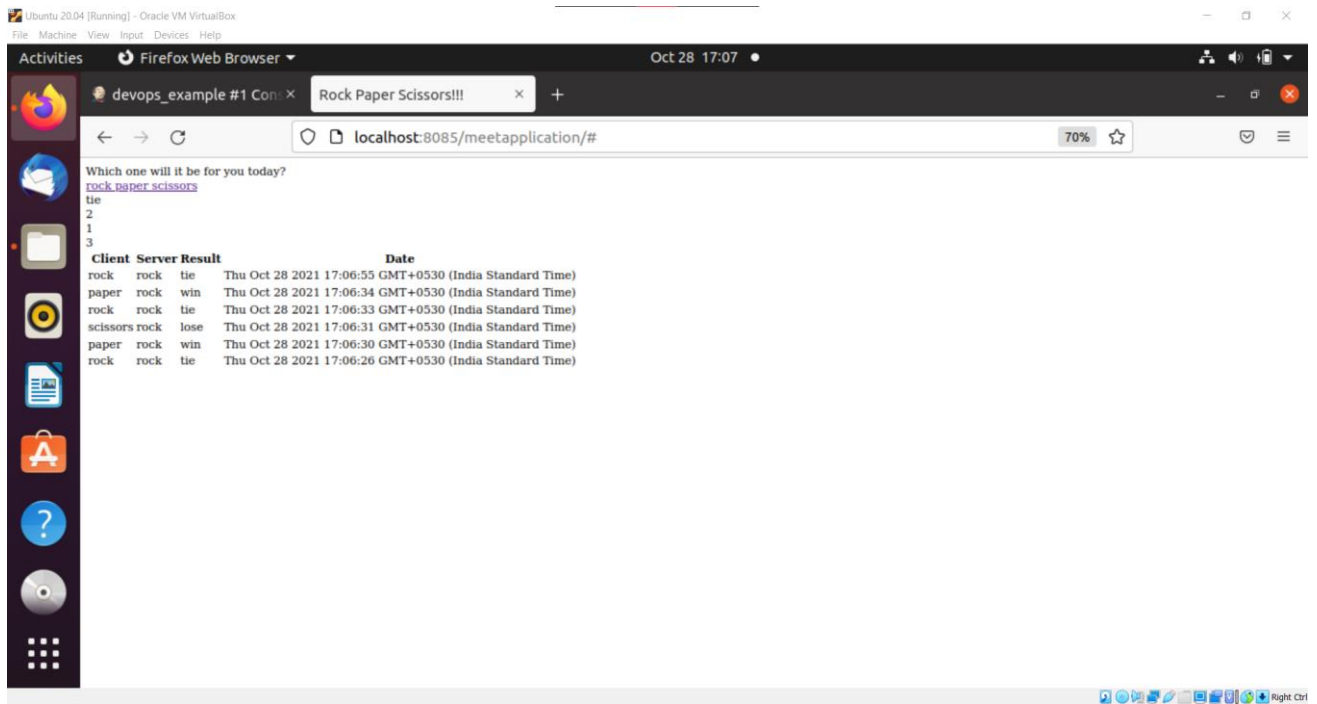 Ubuntu 20.04 [Running] - Oracle VM VirtualBox
File Machine View Input Devices Help
Activities Firefox Web Browser Oct 28 17:07
devops_example #1 Cons Rock Paper Scissors!!!
localhost:8085/meetapplication/# 70%
Which one will it be for you today?
rock paper scissors
tie
2
1
3
Client Server Result Date
rock rock tie Thu Oct 28 2021 17:06:55 GMT+0530 (India Standard Time)
paper rock win Thu Oct 28 2021 17:06:34 GMT+0530 (India Standard Time)
rock rock tie Thu Oct 28 2021 17:06:33 GMT+0530 (India Standard Time)
scissors rock lose Thu Oct 28 2021 17:06:31 GMT+0530 (India Standard Time)
paper rock win Thu Oct 28 2021 17:06:30 GMT+0530 (India Standard Time)
rock rock tie Thu Oct 28 2021 17:06:26 GMT+0530 (India Standard Time)
Right Ctrl